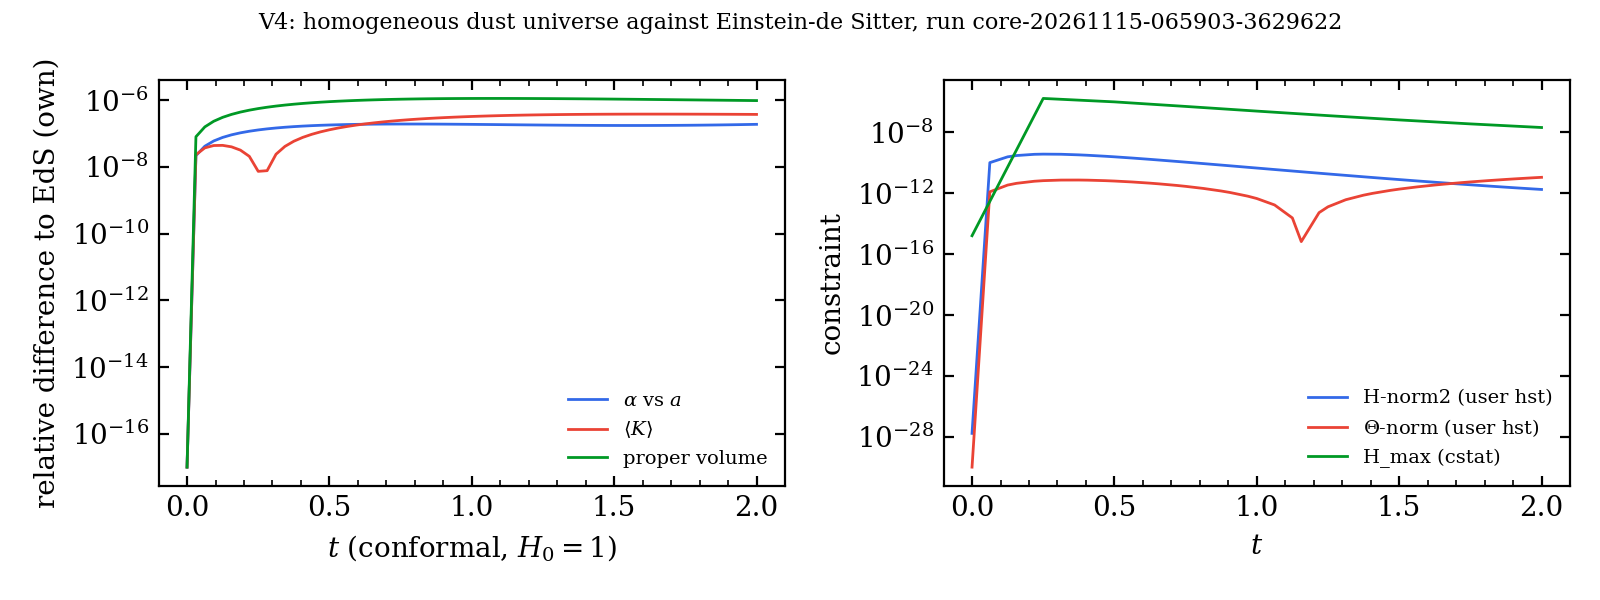 V4: homogeneous dust universe against Einstein-de Sitter, run core-20261115-065903-3629622
relative difference to EdS (own)
10⁻⁶
10⁻⁸
10⁻¹⁰
10⁻¹²
10⁻¹⁴
10⁻¹⁶
α vs a
⟨K⟩
proper volume
0.0 0.5 1.0 1.5 2.0
t (conformal, H₀ = 1)
constraint
10⁻⁸
10⁻¹²
10⁻¹⁶
10⁻²⁰
10⁻²⁴
10⁻²⁸
H-norm2 (user hst)
Θ-norm (user hst)
H_max (cstat)
0.0 0.5 1.0 1.5 2.0
t